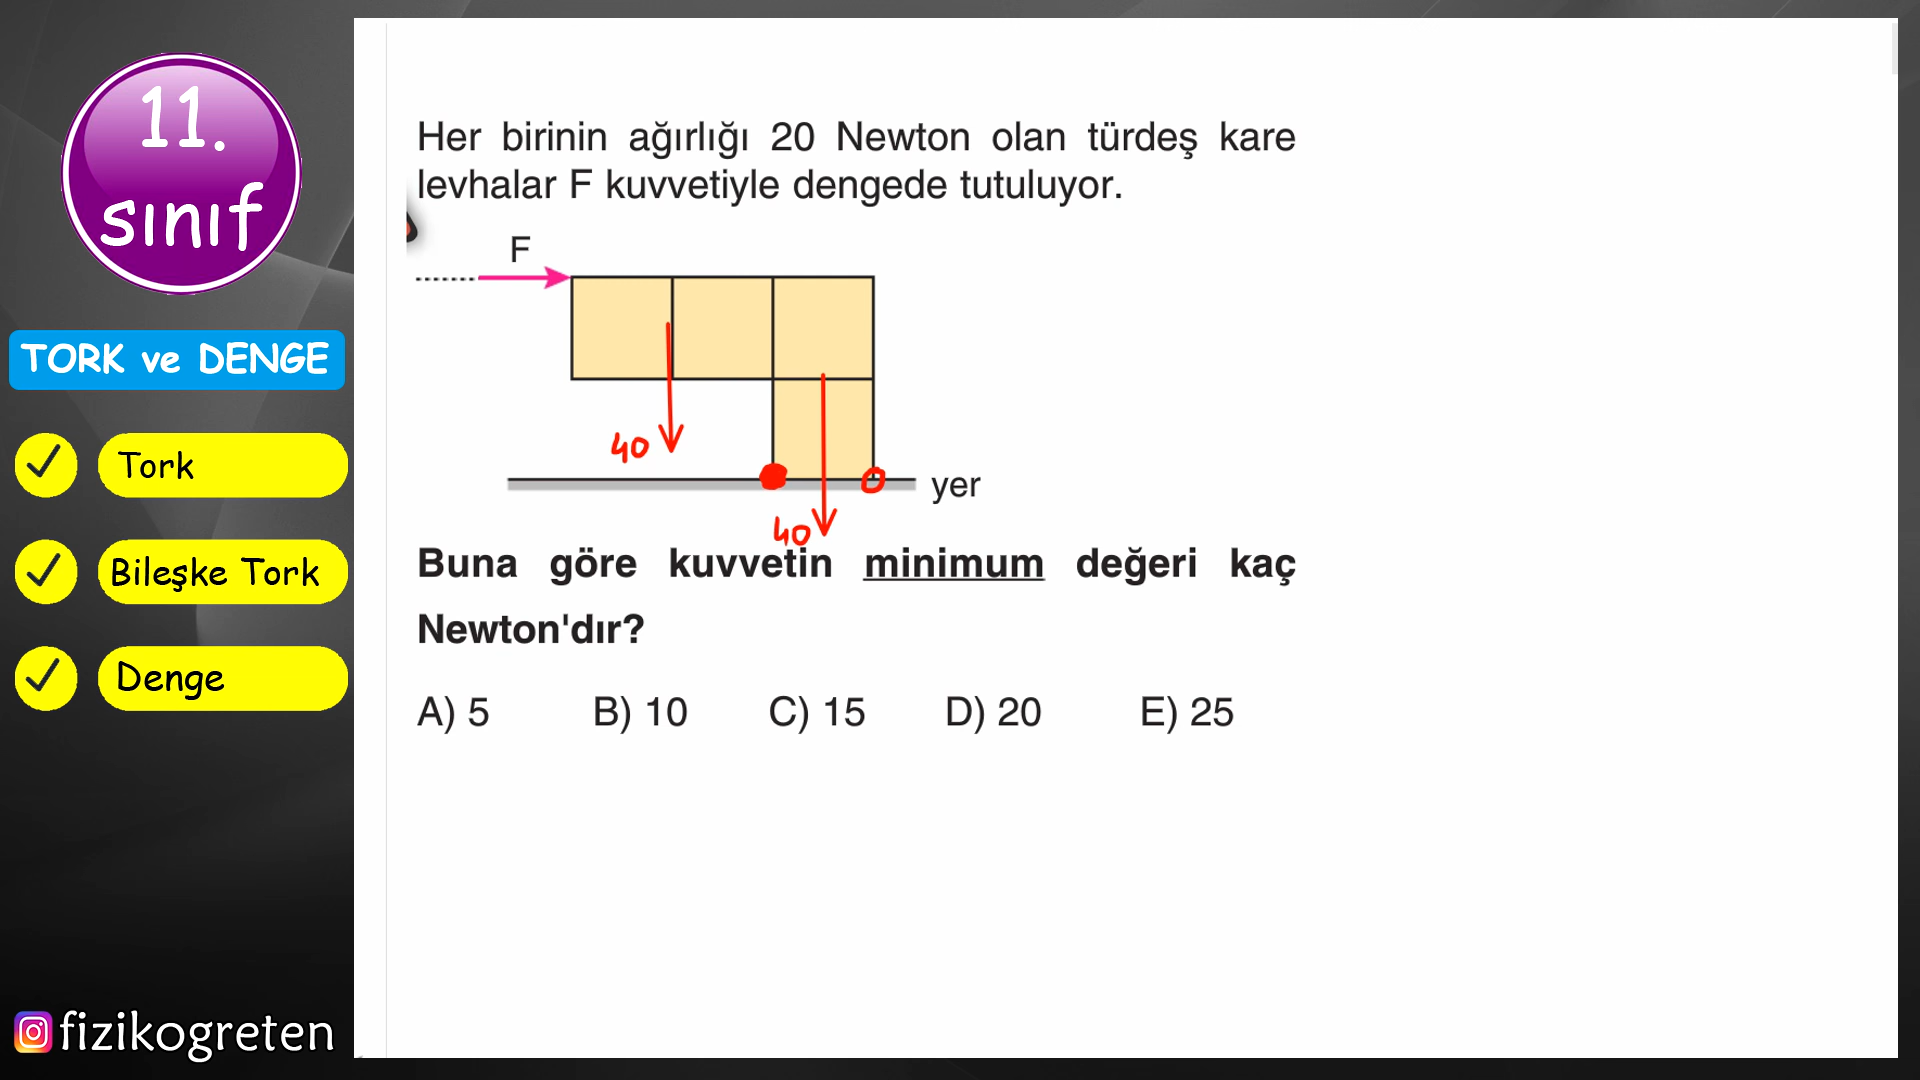 11.
sınıf
TORK ve DENGE
Tork
Bileşke Tork
Denge
fizikogreten
Her birinin ağırlığı 20 Newton olan türdeş kare
levhalar F kuvvetiyle dengede tutuluyor.
F
40
yer
40
Buna göre kuvvetin minimum değeri kaç
Newton'dır?
A) 5 B) 10 C) 15 D) 20 E) 25